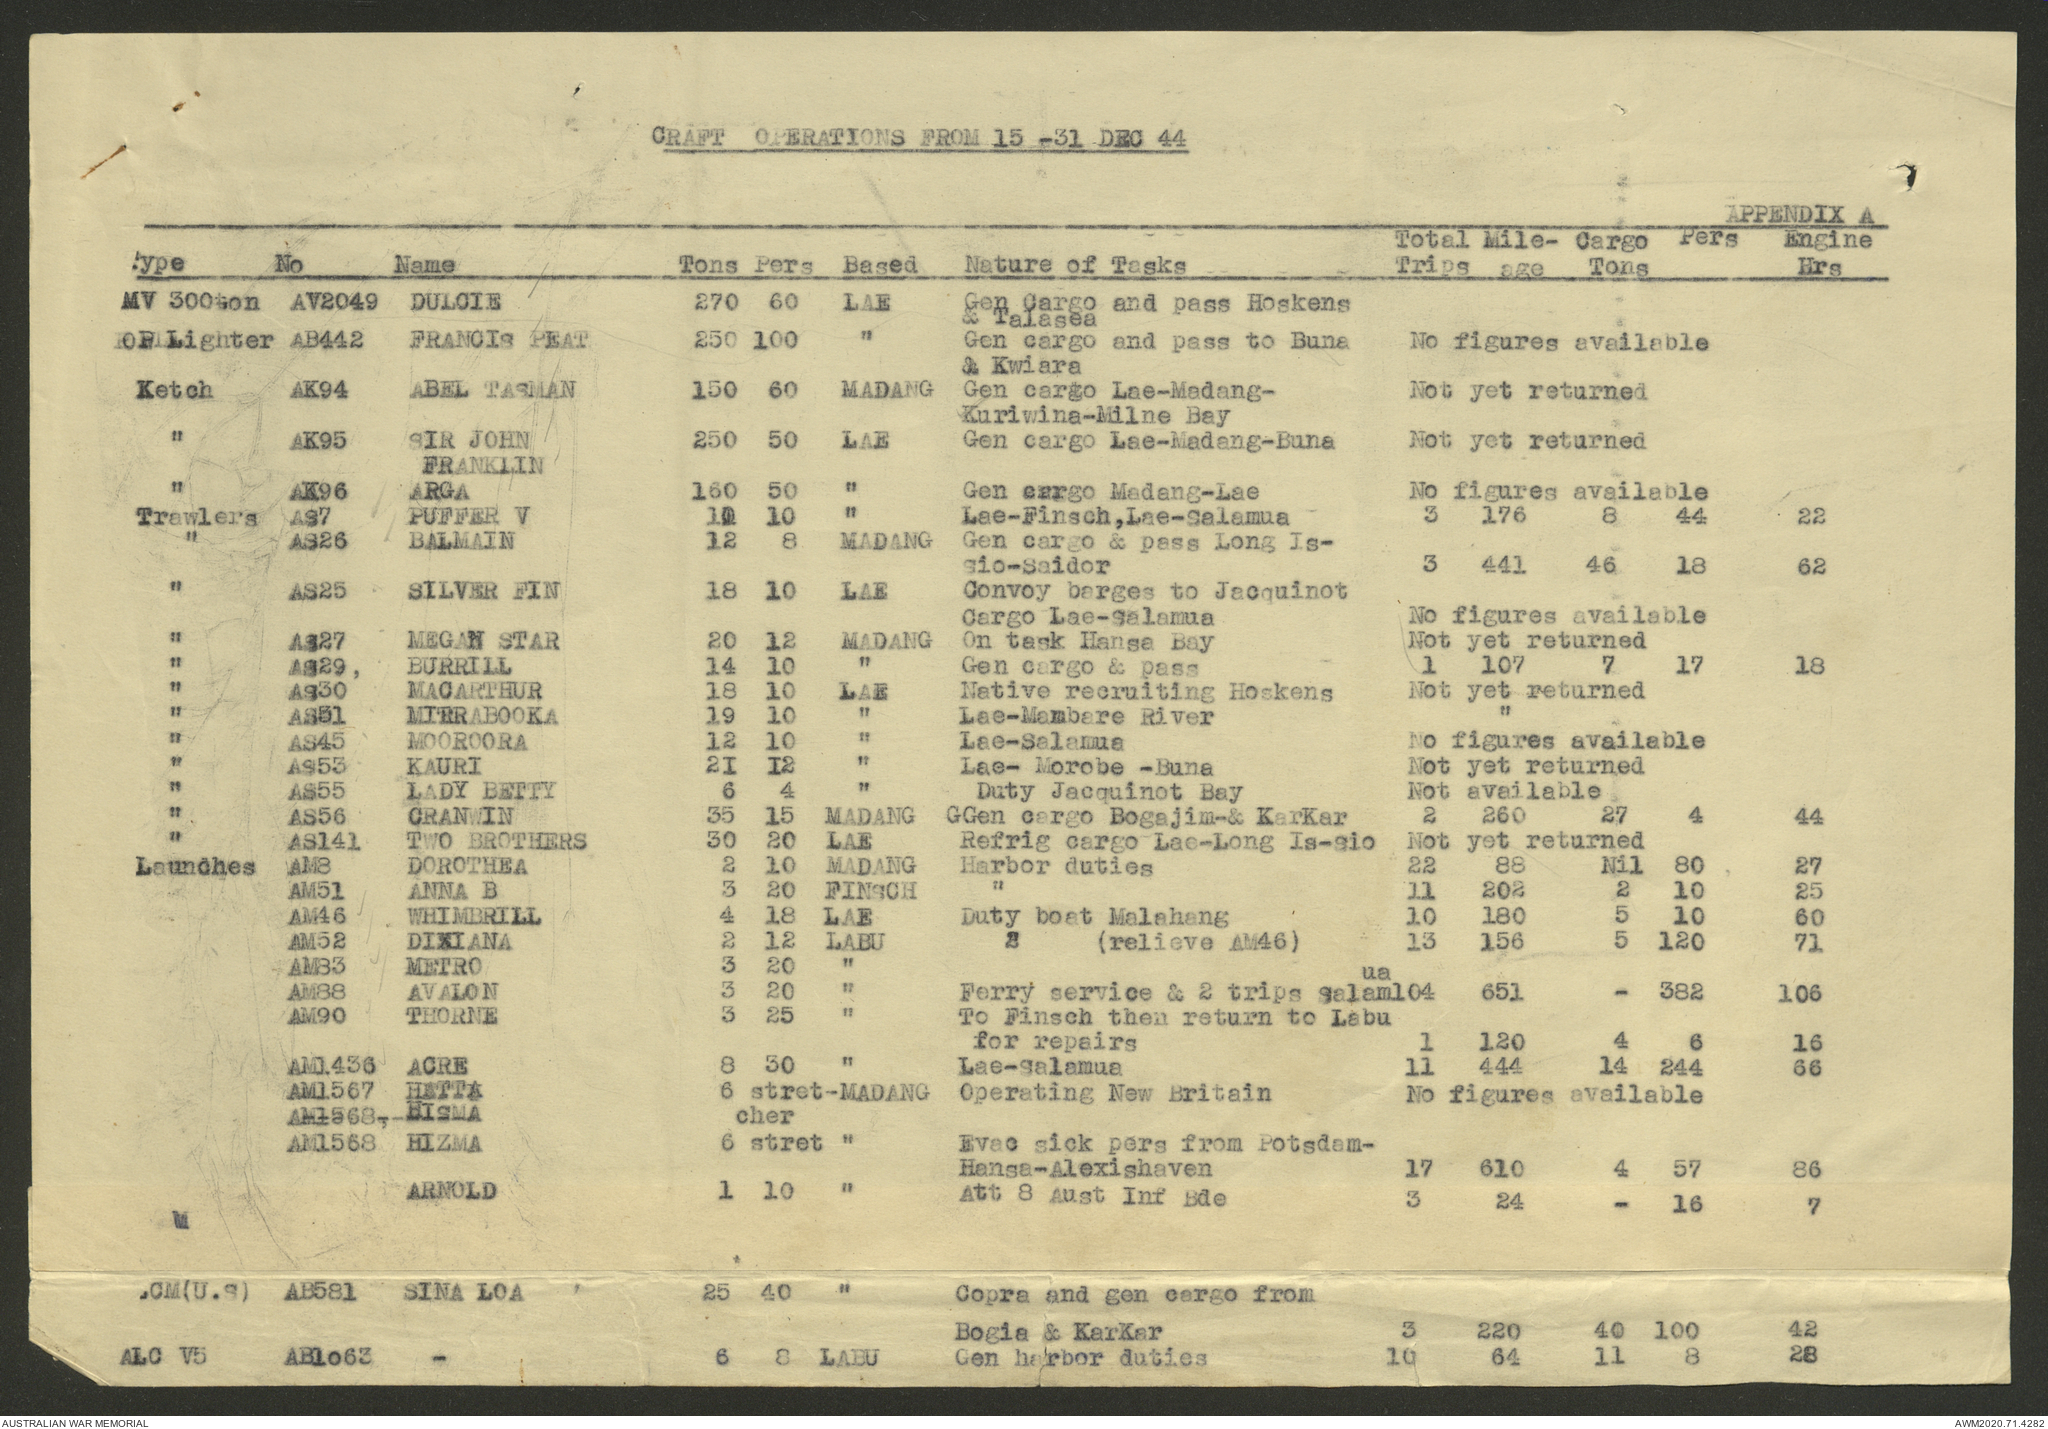 CRAFT OPERATIONS FROM 15 -31 DEC 44
APPENDIX A
Total Mile- Cargo Pers Engine
Type No Name Tons Pers Based Nature of Tasks Trips age Tons Hrs
MV 300ton AV2049 DULCIE 270 60 LAE Gen Cargo and pass Hoskens
& Talasea
Lighter AB442 FRANCIS PEAT 250 100 " Gen cargo and pass to Buna No figures available
& Kwiara
Ketch AK94 ABEL TASMAN 150 60 MADANG Gen cargo Lae-Madang- Not yet returned
Kuriwina-Milne Bay
" AK95 SIR JOHN 250 50 LAE Gen cargo Lae-Madang-Buna Not yet returned
FRANKLIN
" AK96 ARGA 160 50 " Gen cargo Madang-Lae No figures available
Trawlers AS7 PUFFER V 10 " Lae-Finsch,Lae-Salamua 3 176 8 44 22
" AS26 BALMAIN 12 8 MADANG Gen cargo & pass Long Is-
sio-Saidor 3 441 46 18 62
" AS25 SILVER FIN 18 10 LAE Convoy barges to Jacquinot
Cargo Lae-Salamua No figures available
" AS27 MEGAN STAR 20 12 MADANG On task Hansa Bay Not yet returned
" AS29, BURRILL 14 10 " Gen cargo & pass 1 107 7 17 18
" AS30 MACARTHUR 18 10 LAE Native recruiting Hoskens Not yet returned
" AS51 MIRRABOOKA 19 10 " Lae-Mambare River "
" AS45 MOOROORA 12 10 " Lae-Salamua No figures available
" AS53 KAURI 21 12 " Lae- Morobe -Buna Not yet returned
" AS55 LADY BETTY 6 4 " Duty Jacquinot Bay Not available
" AS56 CRANWIN 35 15 MADANG GGen cargo Bogajim-& KarKar 2 260 27 4 44
" AS141 TWO BROTHERS 30 20 LAE Refrig cargo Lae-Long Is-sio Not yet returned
Launches AM8 DOROTHEA 2 10 MADANG Harbor duties 22 88 Nil 80 27
AM51 ANNA B 3 20 FINSCH " 11 202 2 10 25
AM46 WHIMBRILL 4 18 LAE Duty boat Malahang 10 180 5 10 60
AM52 DIXIANA 2 12 LABU " (relieve AM46) 13 156 5 120 71
AM83 METRO 3 20 "
ua
AM88 AVALON 3 20 " Ferry service & 2 trips Salam104 651 - 382 106
AM90 THORNE 3 25 " To Finsch then return to Labu
for repairs 1 120 4 6 16
AM1436 ACRE 8 30 " Lae-Salamua 11 444 14 244 66
AM1567 HATTA 6 stret-MADANG Operating New Britain No figures available
AM1568,- HISMA cher
AM1568 HIZMA 6 stret " Evac sick pers from Potsdam-
Hansa-Alexishaven 17 610 4 57 86
ARNOLD 1 10 " Att 8 Aust Inf Bde 3 24 - 16 7
M
.CM(U.S) AB581 SINA LOA 25 40 " Copra and gen cargo from
Bogia & KarKar 3 220 40 100 42
ALC V5 AB1o63 - 6 8 LABU Gen harbor duties 10 64 11 8 28
AUSTRALIAN WAR MEMORIAL AWM2020.71.4282